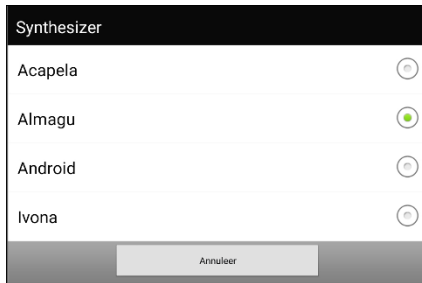 Synthesizer
Acapela
Almagu
Android
Ivona
Annuleer